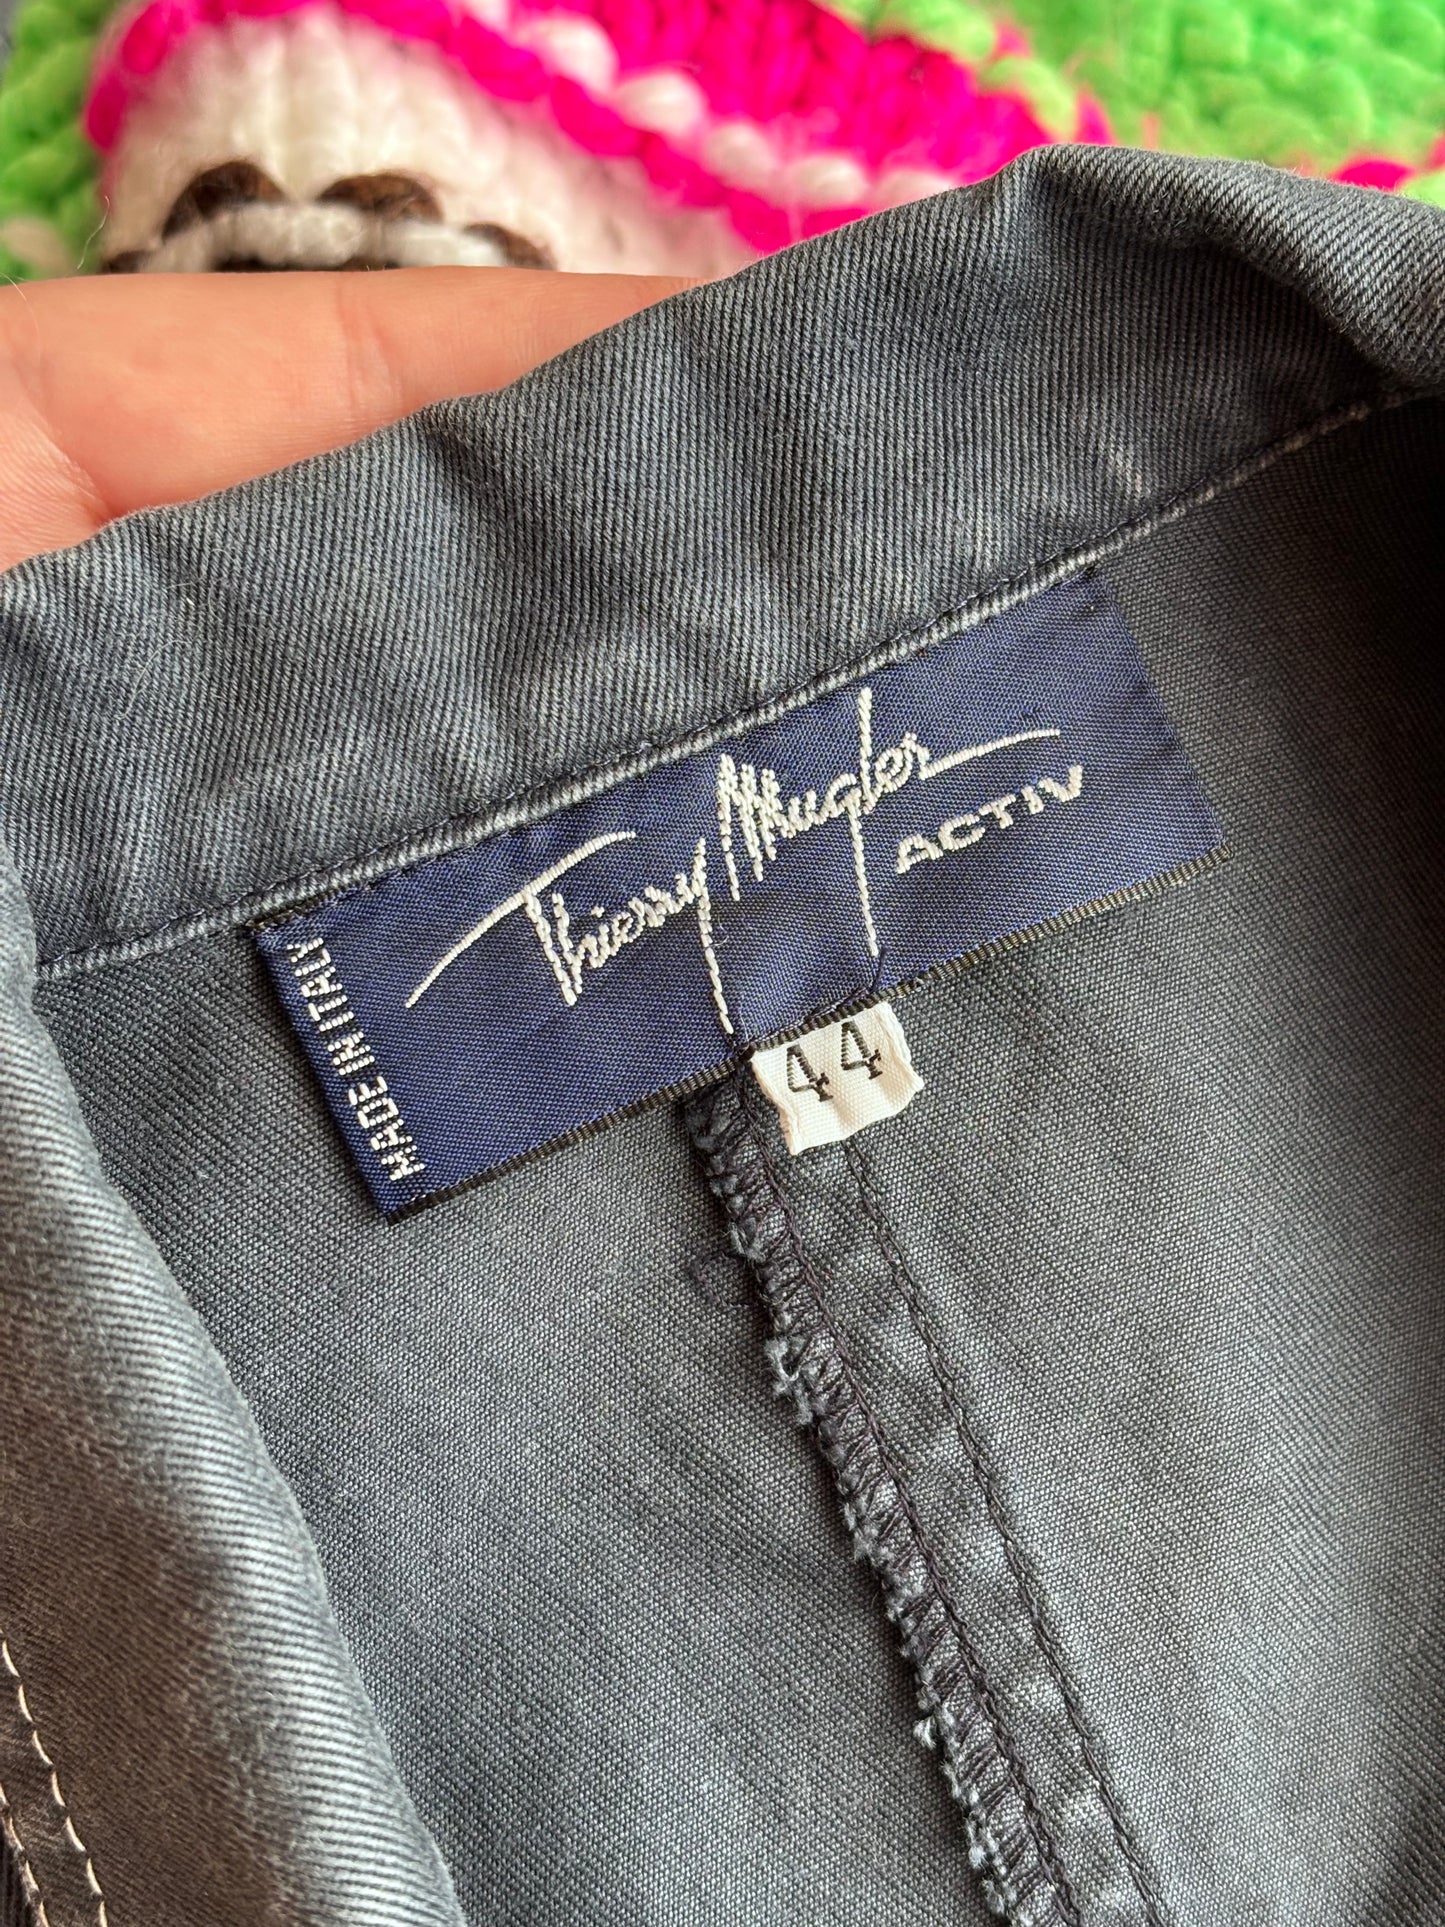 Thierry Mugler
ACTIV
MADE IN ITALY
44